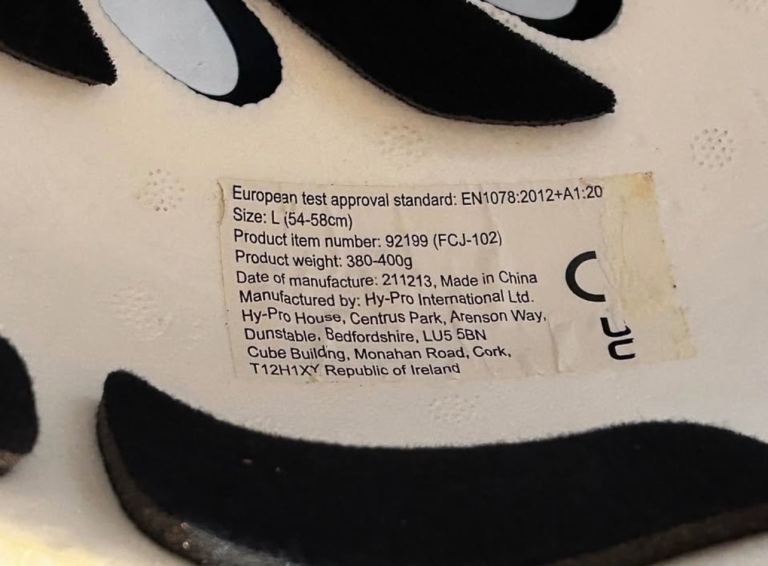 European test approval standard: EN1078:2012+A1:20
Size: L (54-58cm)
Product item number: 92199 (FCJ-102)
Product weight: 380-400g
Date of manufacture: 211213, Made in China
Manufactured by: Hy-Pro International Ltd.
Hy-Pro House, Centrus Park, Arenson Way,
Dunstable, Bedfordshire, LU5 5BN
Cube Building, Monahan Road, Cork,
T12H1XY Republic of Ireland